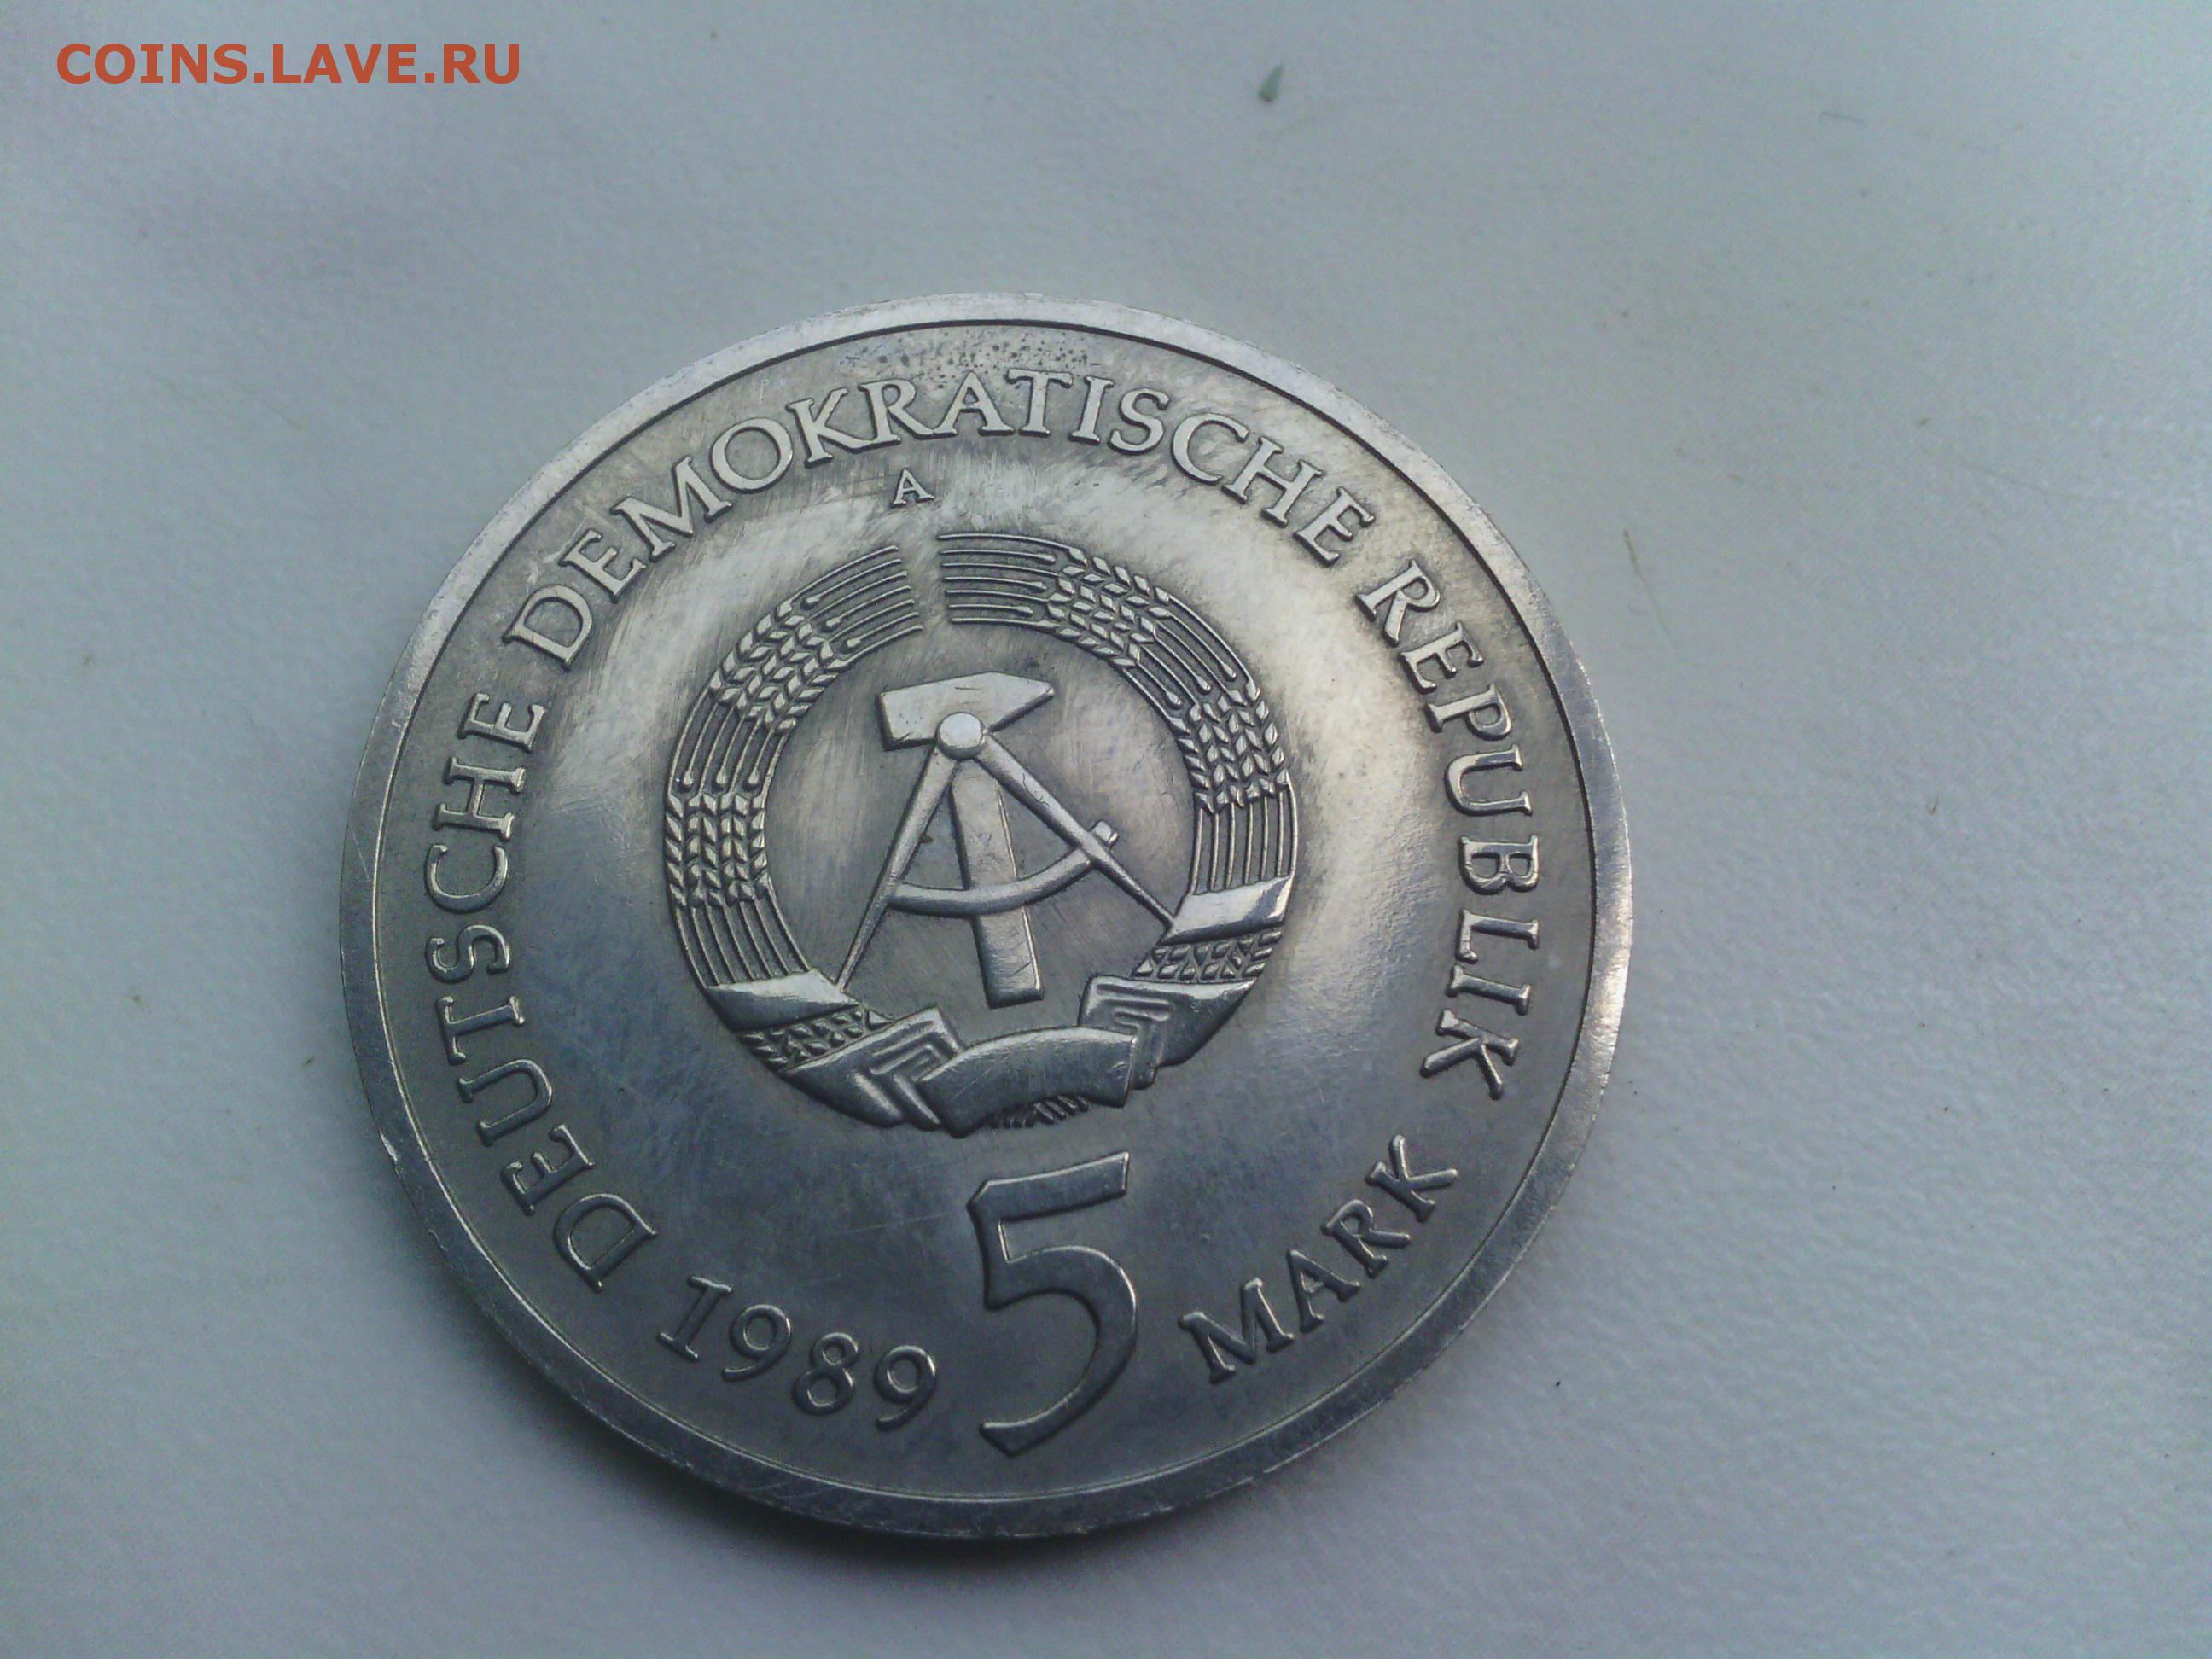 COINS.LAVE.RU
DEUTSCHE DEMOKRATISCHE REPUBLIK
A
1989 5 MARK